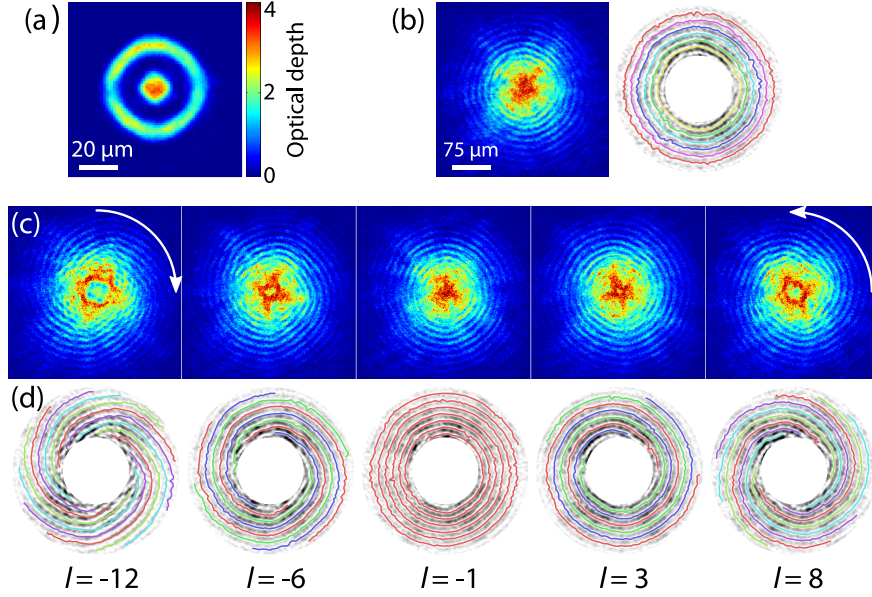 (a)
20 μm
4
2
0
Optical depth
(b)
75 μm
(c)
(d)
l = -12
l = -6
l = -1
l = 3
l = 8